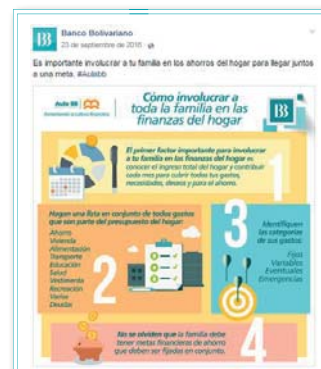 Banco Bolivariano
23 de septiembre de 2016
Es importante involucrar a tu familia en los ahorros del hogar para llegar juntos
a una meta. #Aulabb
Aula BB
Cómo involucrar a
toda la familia en las
finanzas del hogar
El primer factor importante para involucrar
a tu familia en las finanzas del hogar es
conocer el ingreso total del hogar y contribuir
cada mes para cubrir todos tus gastos,
necesidades, deseos y para el ahorro.
1
Hagan una lista en conjunto de todos gastos
que son parte del presupuesto del hogar:
Ahorro
Vivienda
Alimentación
Transporte
Educación
Salud
Vestimenta
Recreación
Varios
Deudas
2
3
Identifiquen
las categorías
de sus gastos:
Fijos
Variables
Eventuales
Emergencias
No se olviden que la familia debe
tener metas financieras de ahorro
que deben ser fijadas en conjunto.
4